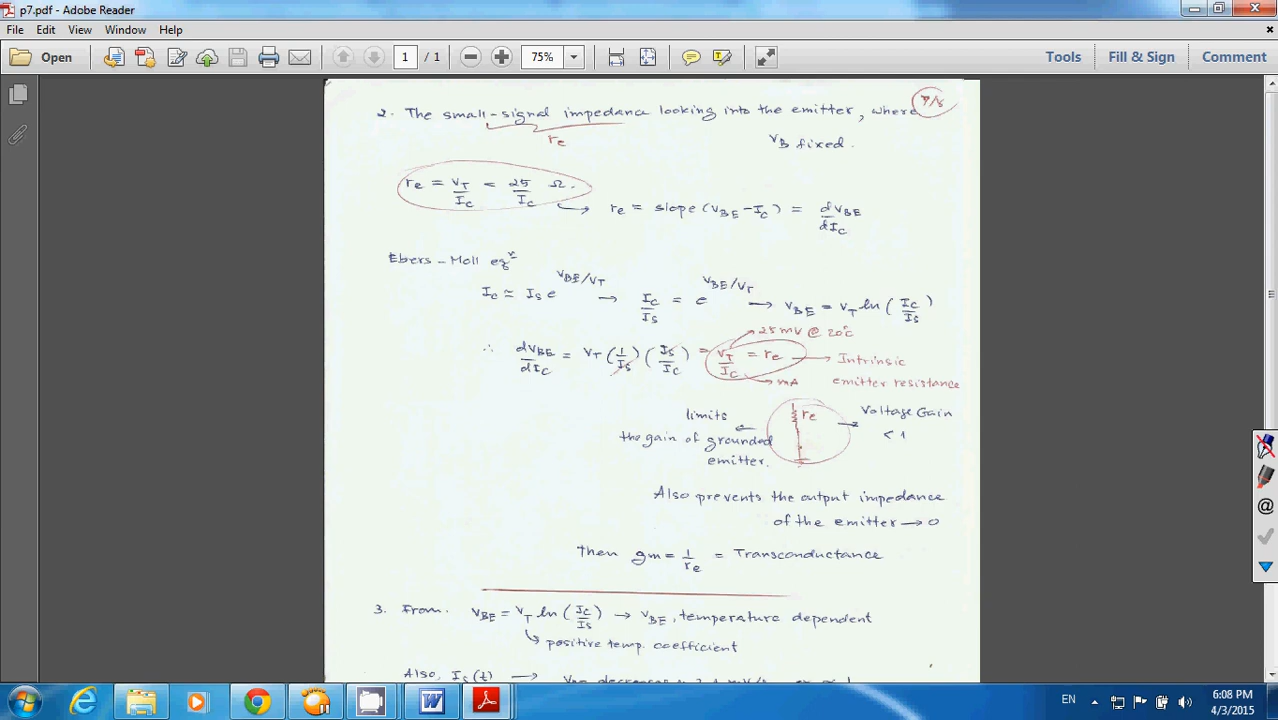 p7.pdf - Adobe Reader
File Edit View Window Help
Open 1 / 1 75% Tools Fill & Sign Comment
7/8
2. The small-signal impedance looking into the emitter, where
re VB fixed.
re = VT/IC = 25/IC Ω.
→ re = slope (VBE-IC) = dVBE/dIC
Ebers-Moll eqn
IC ≈ IS e^VBE/VT → IC/IS = e^VBE/VT → VBE = VT ln (IC/IS)
25 mV @ 20°C
∴ dVBE/dIC = VT (1/IS) (IS/IC) = VT/IC = re → Intrinsic
mA emitter resistance
limits ← re → Voltage Gain
the gain of grounded < 1
emitter.
Also prevents the output impedance
of the emitter → 0
then gm = 1/re = Transconductance
3. From. VBE = VT ln (IC/IS) → VBE, temperature dependent
positive temp. coefficient
Also, IS(t) →
EN 6:08 PM
4/3/2015